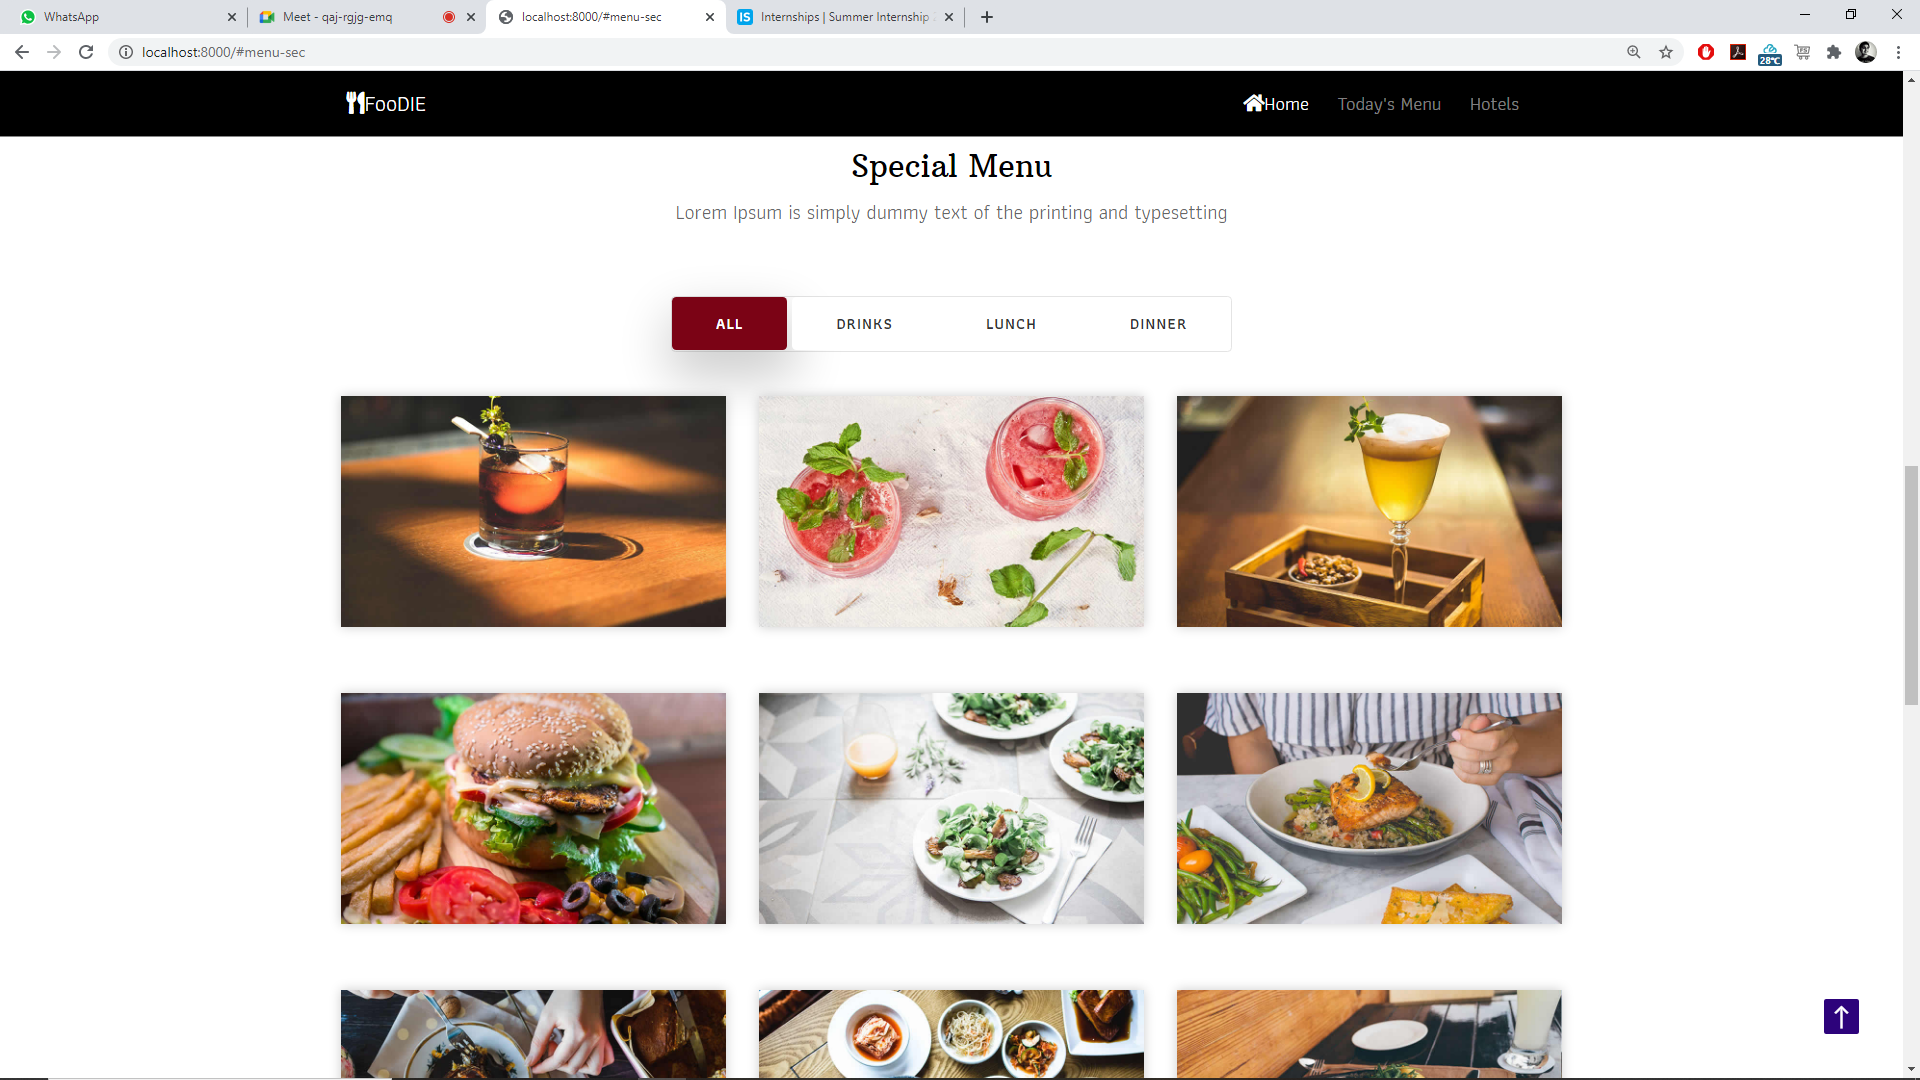 WhatsApp
Meet - qaj-rgjg-emq
localhost:8000/#menu-sec
IS Internships | Summer Internship
localhost:8000/#menu-sec
28°C
FooDIE
Home
Today's Menu
Hotels
Special Menu
Lorem Ipsum is simply dummy text of the printing and typesetting
ALL
DRINKS
LUNCH
DINNER